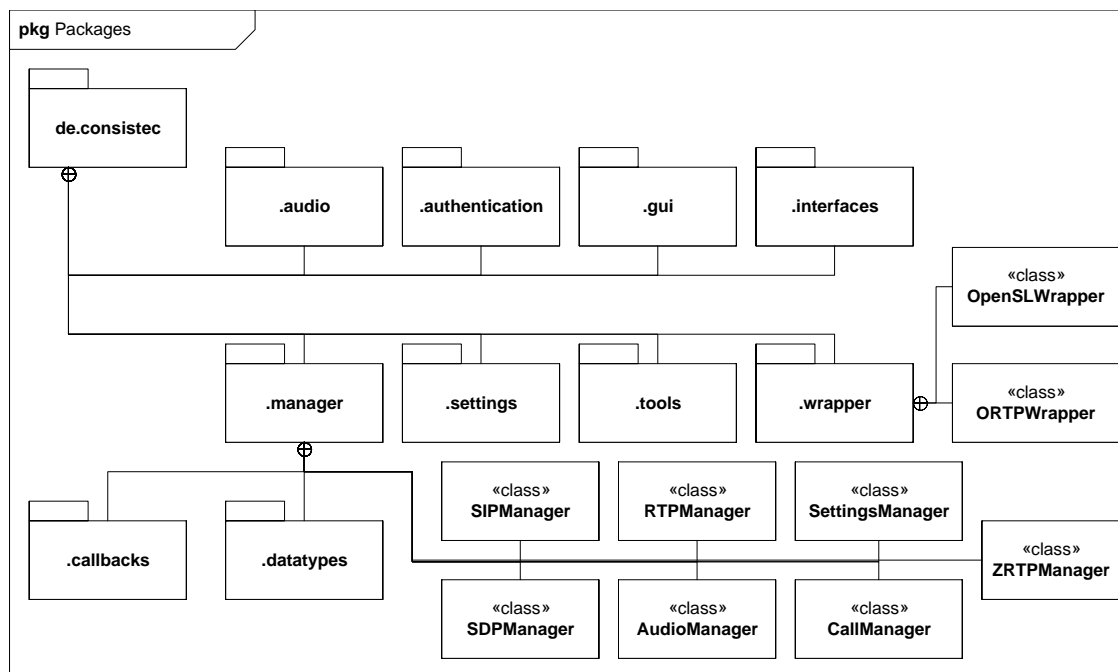 pkg Packages
de.consistec
.audio
.authentication
.gui
.interfaces
«class»
OpenSLWrapper
.manager
.settings
.tools
.wrapper
«class»
ORTPWrapper
«class»
SIPManager
«class»
RTPManager
«class»
SettingsManager
.callbacks
.datatypes
«class»
ZRTPManager
«class»
SDPManager
«class»
AudioManager
«class»
CallManager